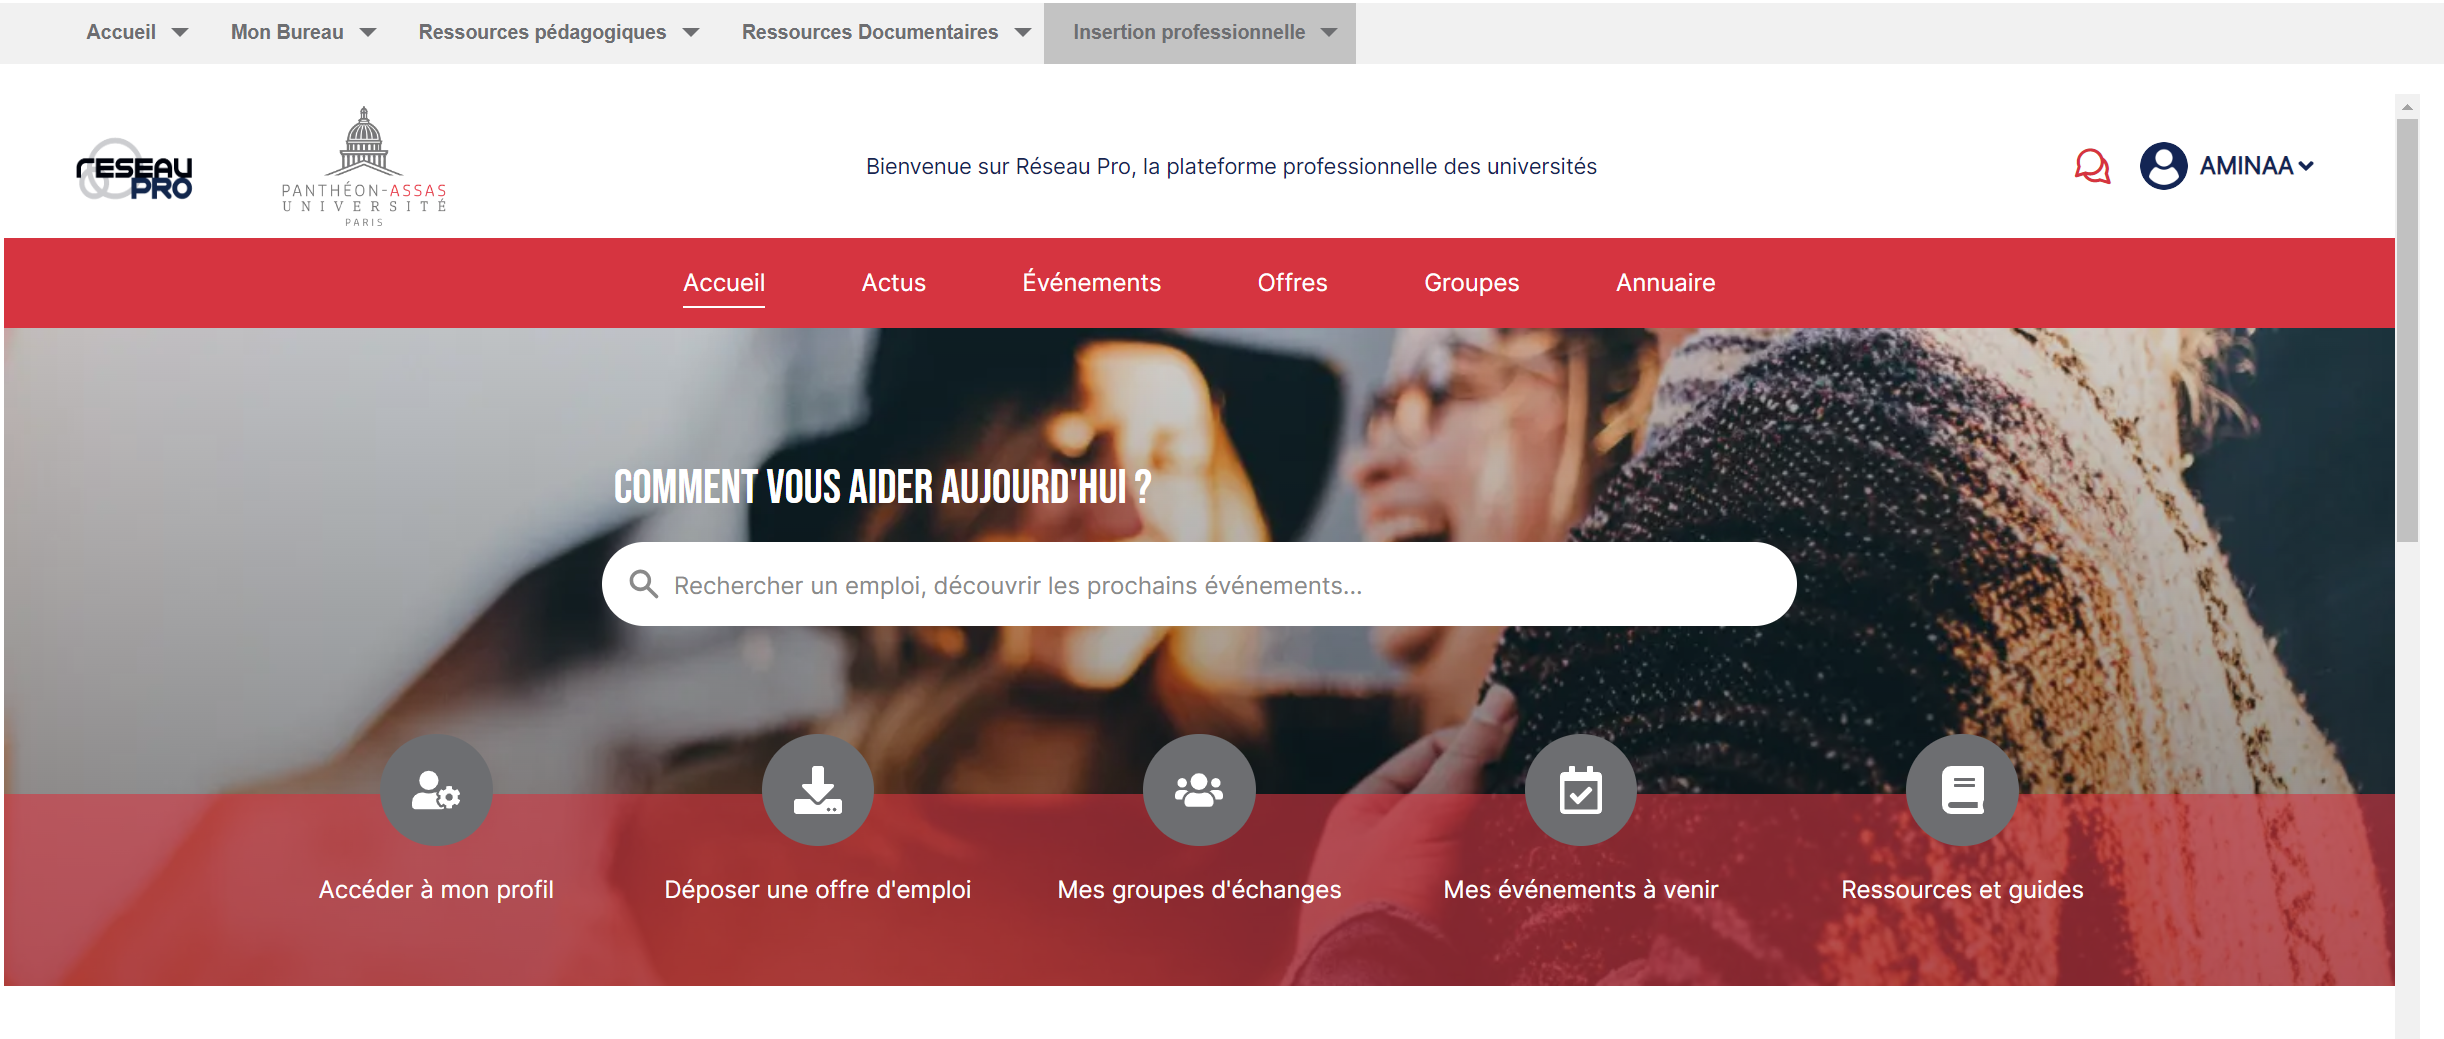 Accueil Mon Bureau Ressources pédagogiques Ressources Documentaires Insertion professionnelle
RESEAU
PRO
PANTHÉON-ASSAS
UNIVERSITÉ
PARIS
Bienvenue sur Réseau Pro, la plateforme professionnelle des universités
AMINAA
Accueil Actus Événements Offres Groupes Annuaire
COMMENT VOUS AIDER AUJOURD'HUI ?
Rechercher un emploi, découvrir les prochains événements...
Accéder à mon profil Déposer une offre d'emploi Mes groupes d'échanges Mes événements à venir Ressources et guides